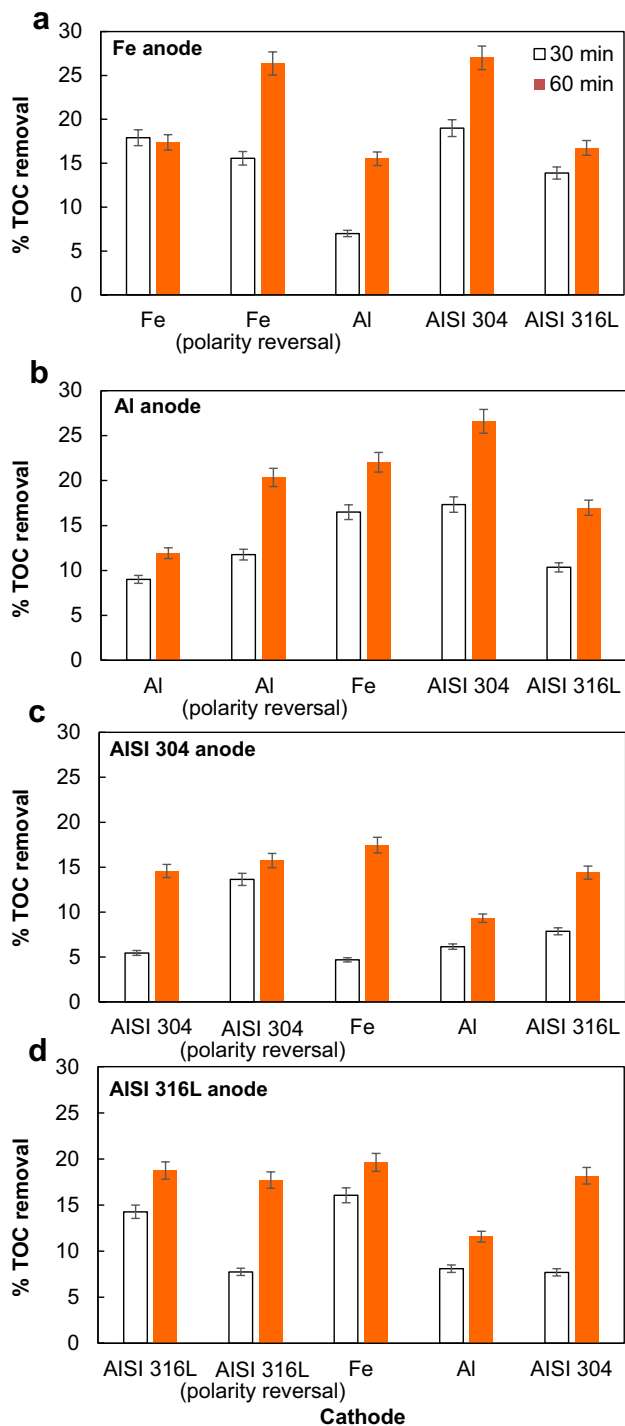 a
Fe anode
30 min
60 min
% TOC removal
30
25
20
15
10
5
0
Fe Fe Al AISI 304 AISI 316L
(polarity reversal)
b
Al anode
% TOC removal
30
25
20
15
10
5
0
Al Al Fe AISI 304 AISI 316L
(polarity reversal)
c
AISI 304 anode
% TOC removal
30
25
20
15
10
5
0
AISI 304 AISI 304 Fe Al AISI 316L
(polarity reversal)
d
AISI 316L anode
% TOC removal
30
25
20
15
10
5
0
AISI 316L AISI 316L Fe Al AISI 304
(polarity reversal)
Cathode